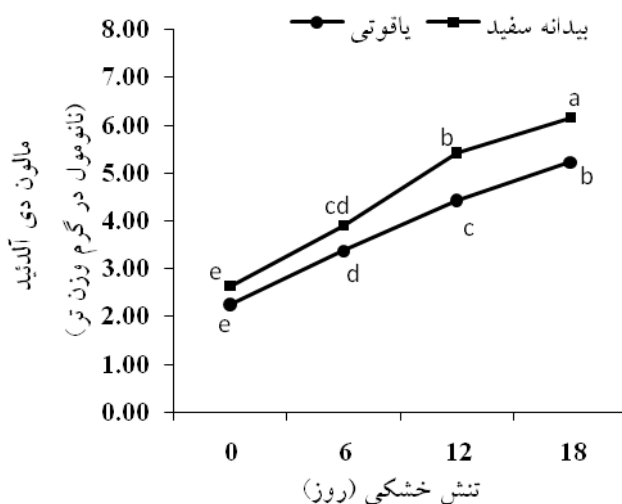 یاقوتی بیدانه سفید
8.00
7.00
6.00
5.00
4.00
3.00
2.00
1.00
0.00
مالون دی آلدئید
(نانومول در گرم وزن تر)
e
cd
b
a
e
d
c
b
0 6 12 18
تنش خشکی (روز)